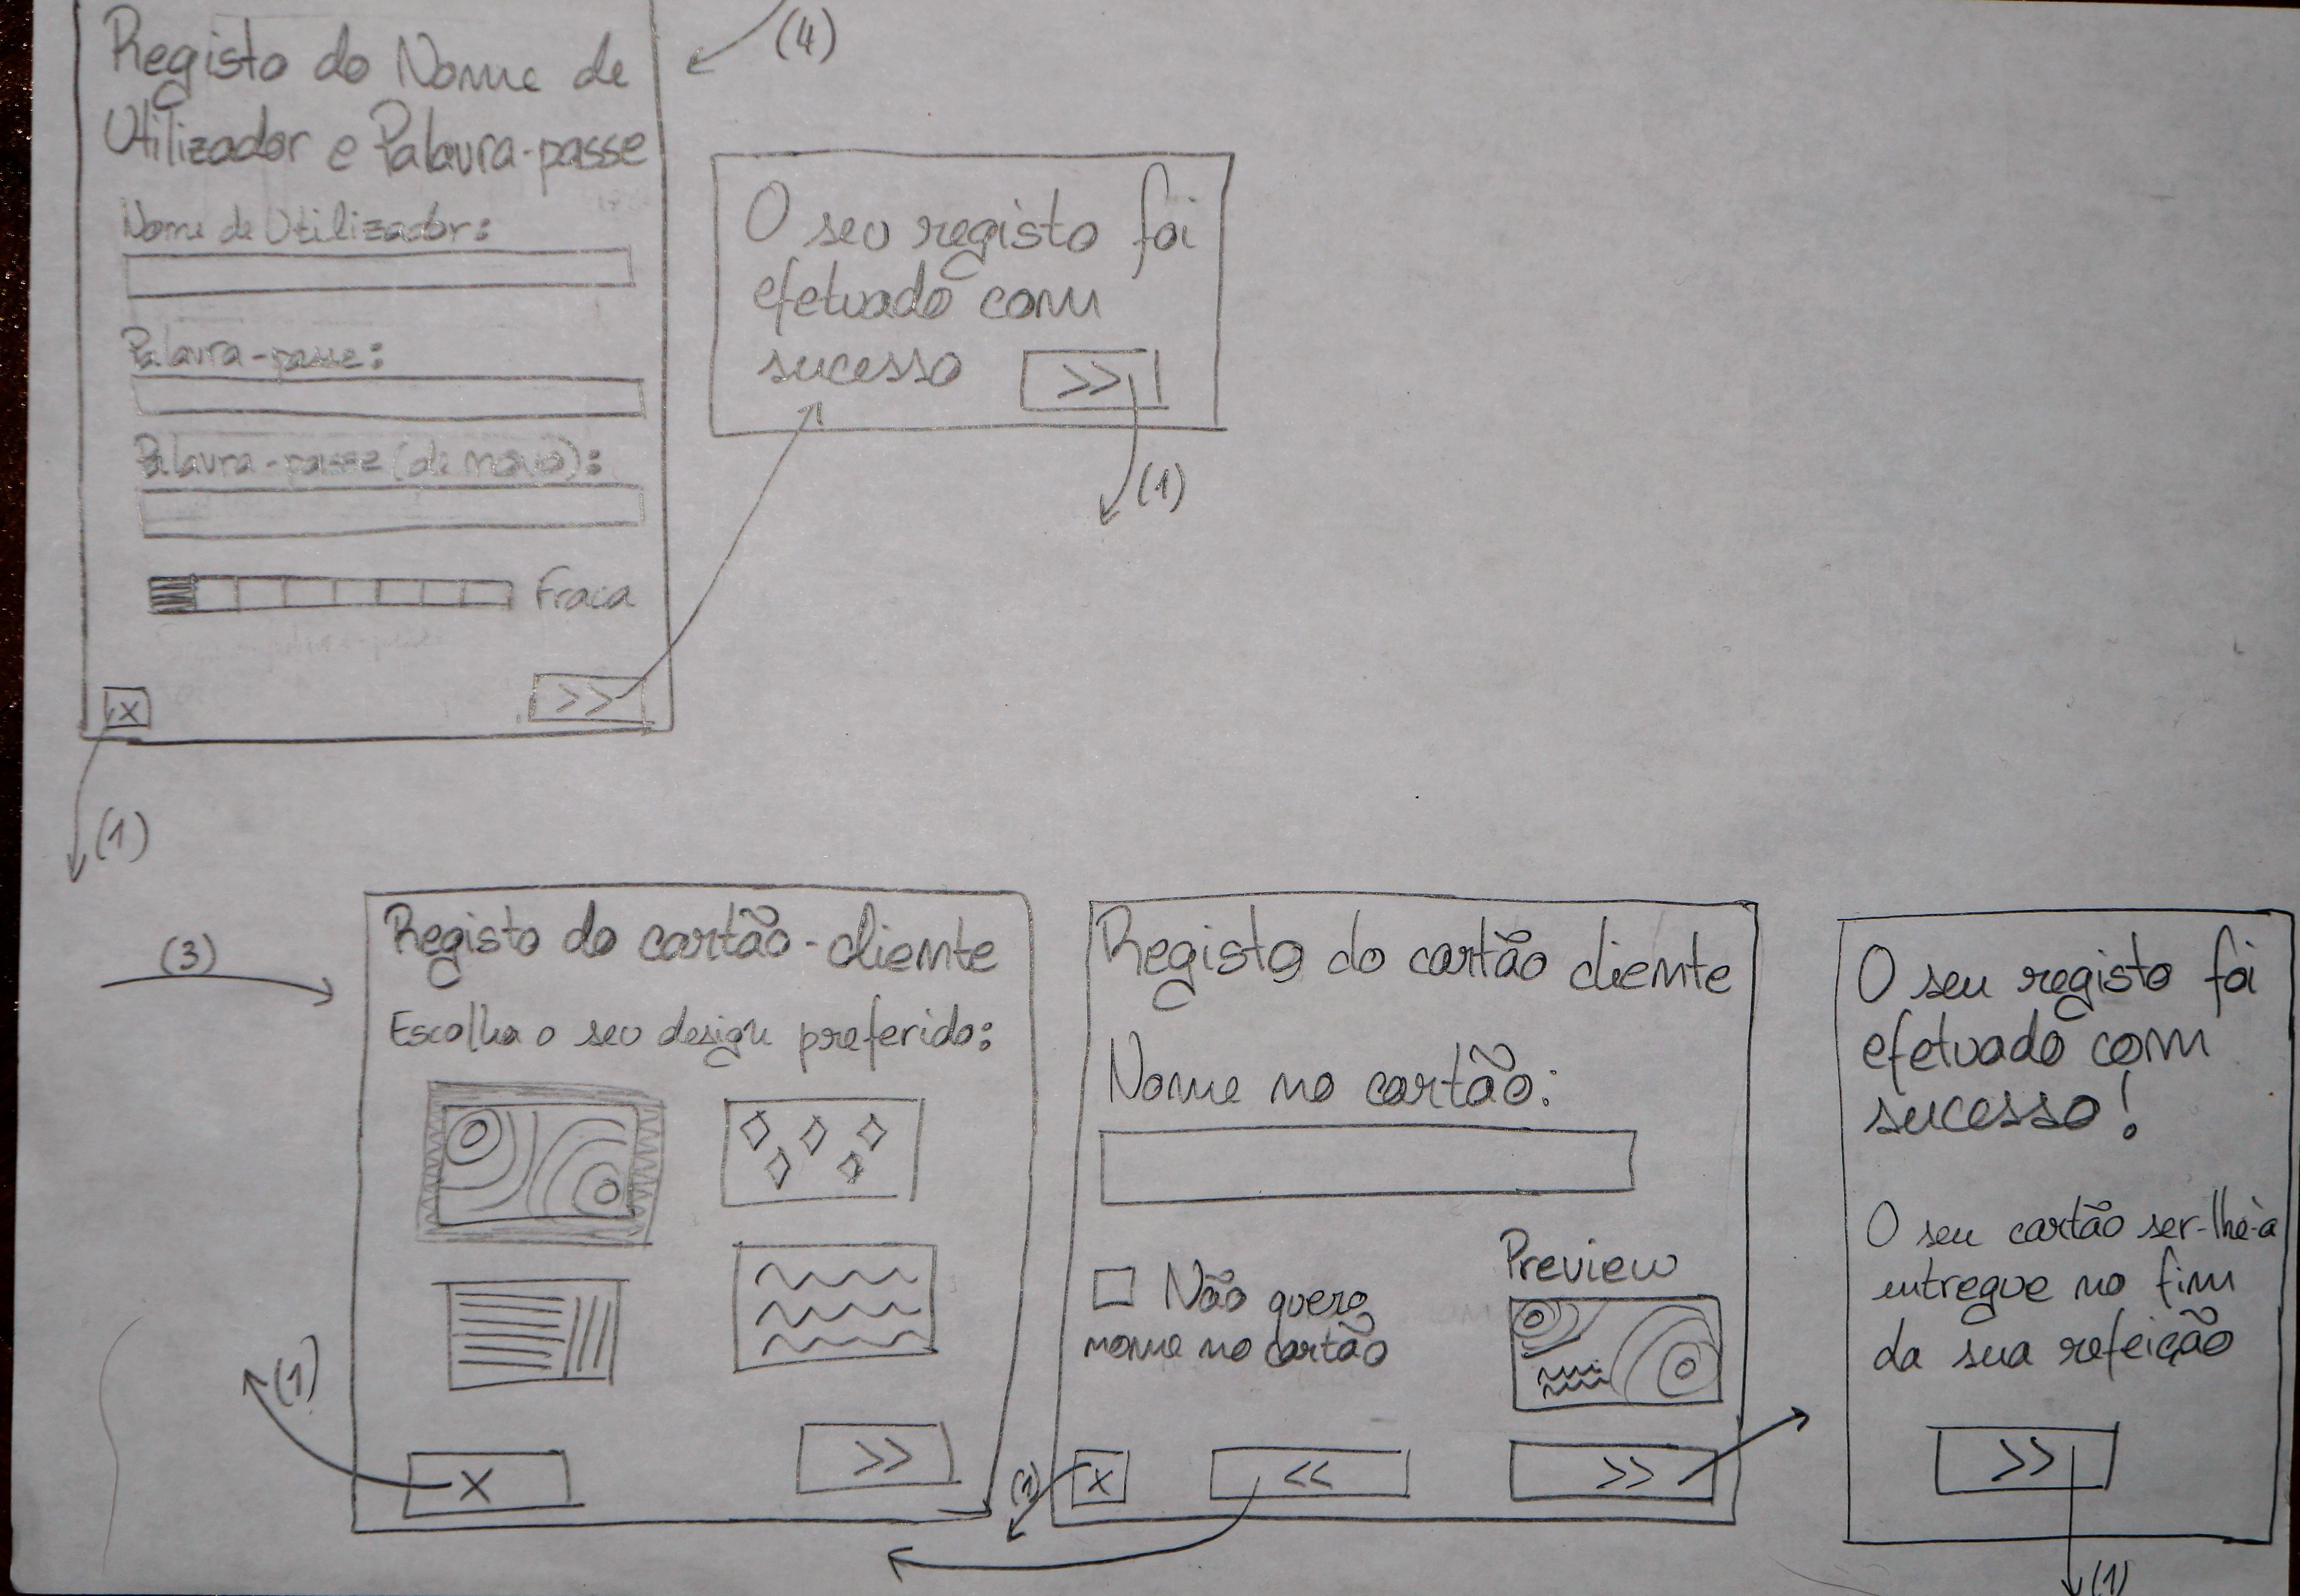 Registo do Nome de
Utilizador e Palavra-passe
Nome de Utilizador:
Palavra-passe:
Palavra-passe (de novo):
Fraca
X
>>
(1)
(4)
O seu registo foi
efetuado com
sucesso
>>
(1)
(3)
Registo do cartão-cliente
Escolha o seu design preferido:
X
>>
(1)
Registo do cartão cliente
Nome no cartão:
Não quero
nome no cartão
Preview
X
<<
>>
(1)
O seu registo foi
efetuado com
sucesso!
O seu cartão ser-lhe-á
entregue no fim
da sua refeição
>>
(1)